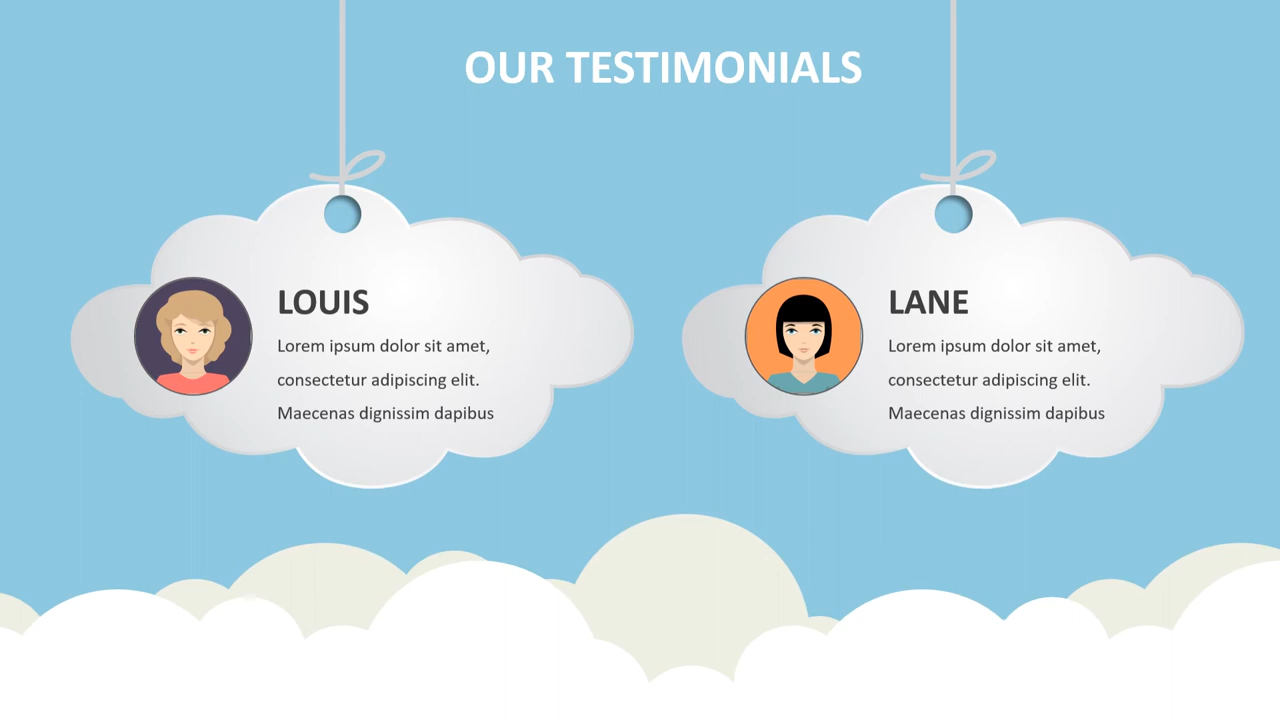 OUR TESTIMONIALS
LOUIS
Lorem ipsum dolor sit amet,
consectetur adipiscing elit.
Maecenas dignissim dapibus
LANE
Lorem ipsum dolor sit amet,
consectetur adipiscing elit.
Maecenas dignissim dapibus